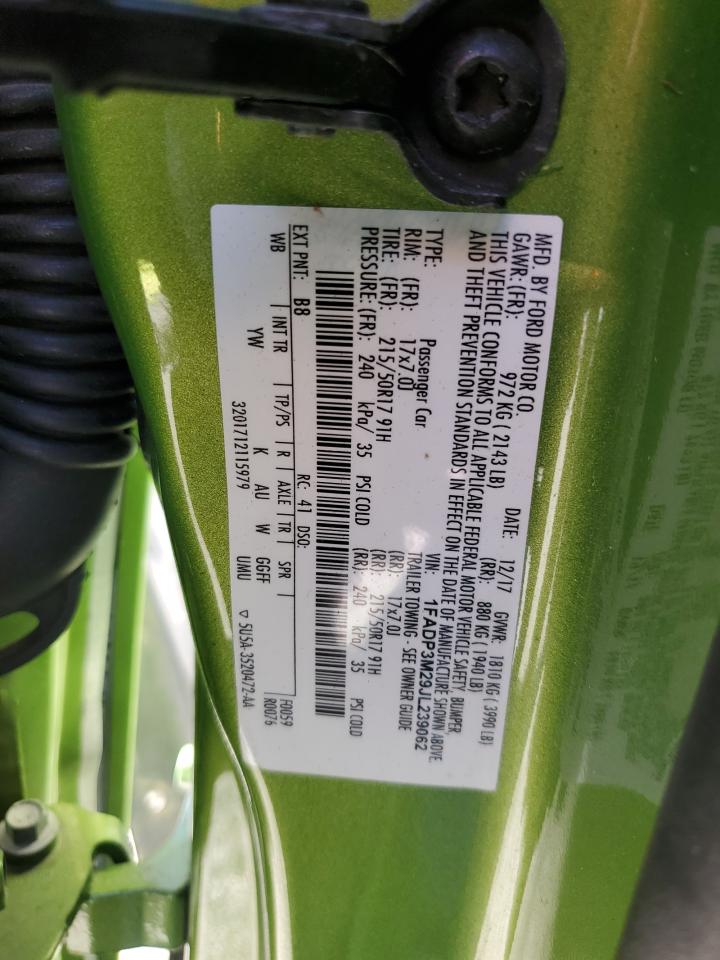 MFD. BY FORD MOTOR CO. DATE: 12/17 GVWR: 1810 KG ( 3990 LB)
GAWR: (FR): 972 KG ( 2143 LB) (RR): 880 KG ( 1940 LB)
THIS VEHICLE CONFORMS TO ALL APPLICABLE FEDERAL MOTOR VEHICLE SAFETY, BUMPER,
AND THEFT PREVENTION STANDARDS IN EFFECT ON THE DATE OF MANUFACTURE SHOWN ABOVE.
VIN: 1FADP3M29JL239062
TYPE: Passenger Car TRAILER TOWING - SEE OWNER GUIDE
RIM: (FR): 17x7.0J (RR): 17x7.0J
TIRE: (FR): 215/50R17 91H (RR): 215/50R17 91H
PRESSURE: (FR): 240 kPa/ 35 PSI COLD (RR): 240 kPa/ 35 PSI COLD
EXT PNT: B8 RC: 41 DSO: F0059
R0076
WB INT TR TP/PS R AXLE TR SPR
YW K AU W GGFF
3201712115979 UMU ▽ 5U5A-3520472-AA